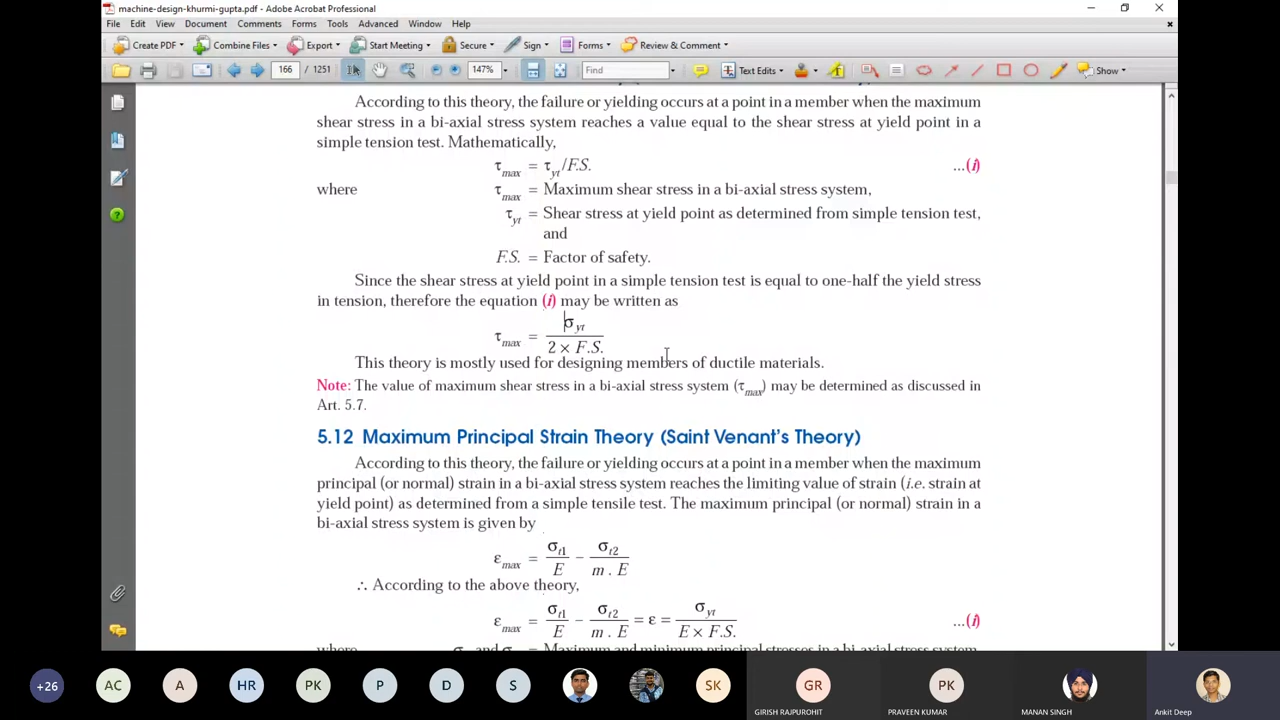 machine-design-khurmi-gupta.pdf - Adobe Acrobat Professional
File Edit View Document Comments Forms Tools Advanced Window Help
Create PDF Combine Files Export Start Meeting Secure Sign Forms Review & Comment
166 / 1251 147% Find Text Edits Show
According to this theory, the failure or yielding occurs at a point in a member when the maximum
shear stress in a bi-axial stress system reaches a value equal to the shear stress at yield point in a
simple tension test. Mathematically,
τmax = τyt /F.S. ...(i)
where τmax = Maximum shear stress in a bi-axial stress system,
τyt = Shear stress at yield point as determined from simple tension test,
and
F.S. = Factor of safety.
Since the shear stress at yield point in a simple tension test is equal to one-half the yield stress
in tension, therefore the equation (i) may be written as
τmax = σyt / 2 × F.S.
This theory is mostly used for designing members of ductile materials.
Note: The value of maximum shear stress in a bi-axial stress system (τmax) may be determined as discussed in
Art. 5.7.
5.12 Maximum Principal Strain Theory (Saint Venant's Theory)
According to this theory, the failure or yielding occurs at a point in a member when the maximum
principal (or normal) strain in a bi-axial stress system reaches the limiting value of strain (i.e. strain at
yield point) as determined from a simple tensile test. The maximum principal (or normal) strain in a
bi-axial stress system is given by
εmax = σt1 / E − σt2 / m . E
∴ According to the above theory,
εmax = σt1 / E − σt2 / m . E = ε = σyt / E × F.S. ...(i)
where σ and σ = Maximum and minimum principal stresses in a bi-axial stress system
+26 AC A HR PK P D S SK GR PK
GIRISH RAJPUROHIT PRAVEEN KUMAR MANAN SINGH Ankit Deep